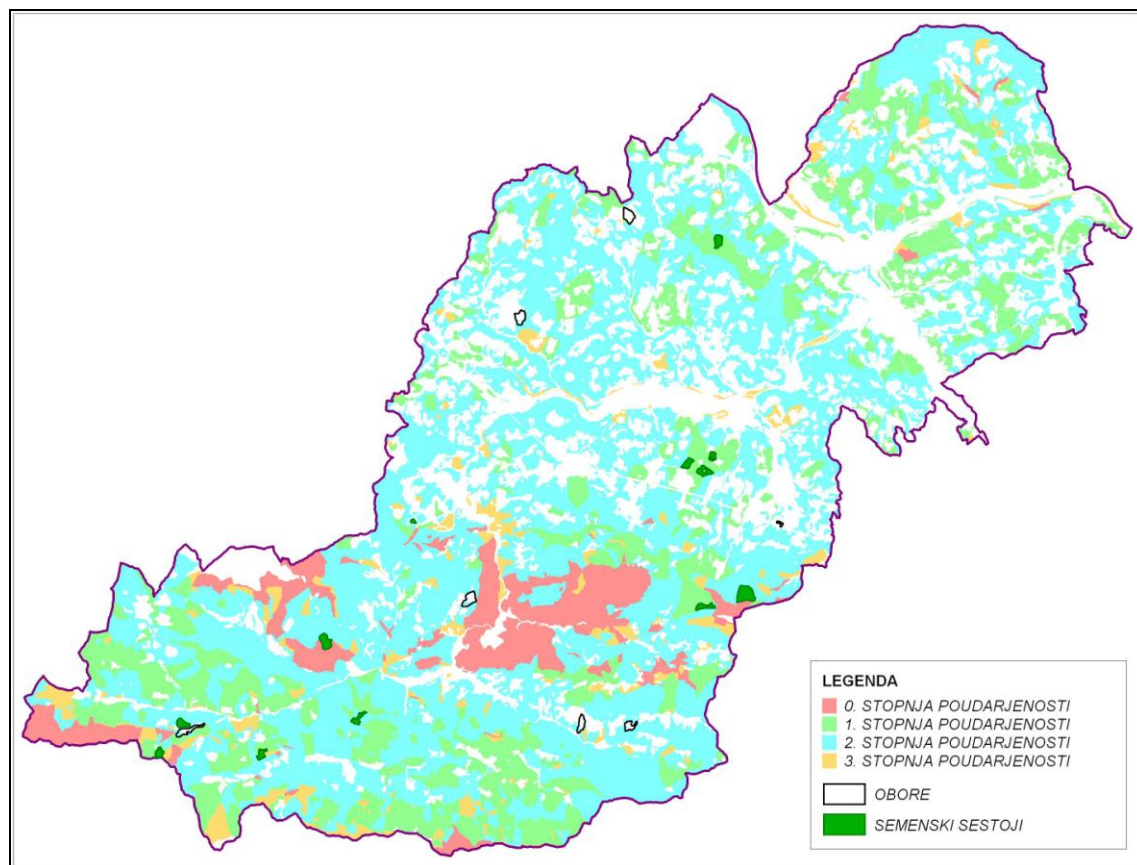 LEGENDA
0. STOPNJA POUDARJENOSTI
1. STOPNJA POUDARJENOSTI
2. STOPNJA POUDARJENOSTI
3. STOPNJA POUDARJENOSTI
OBORE
SEMENSKI SESTOJI